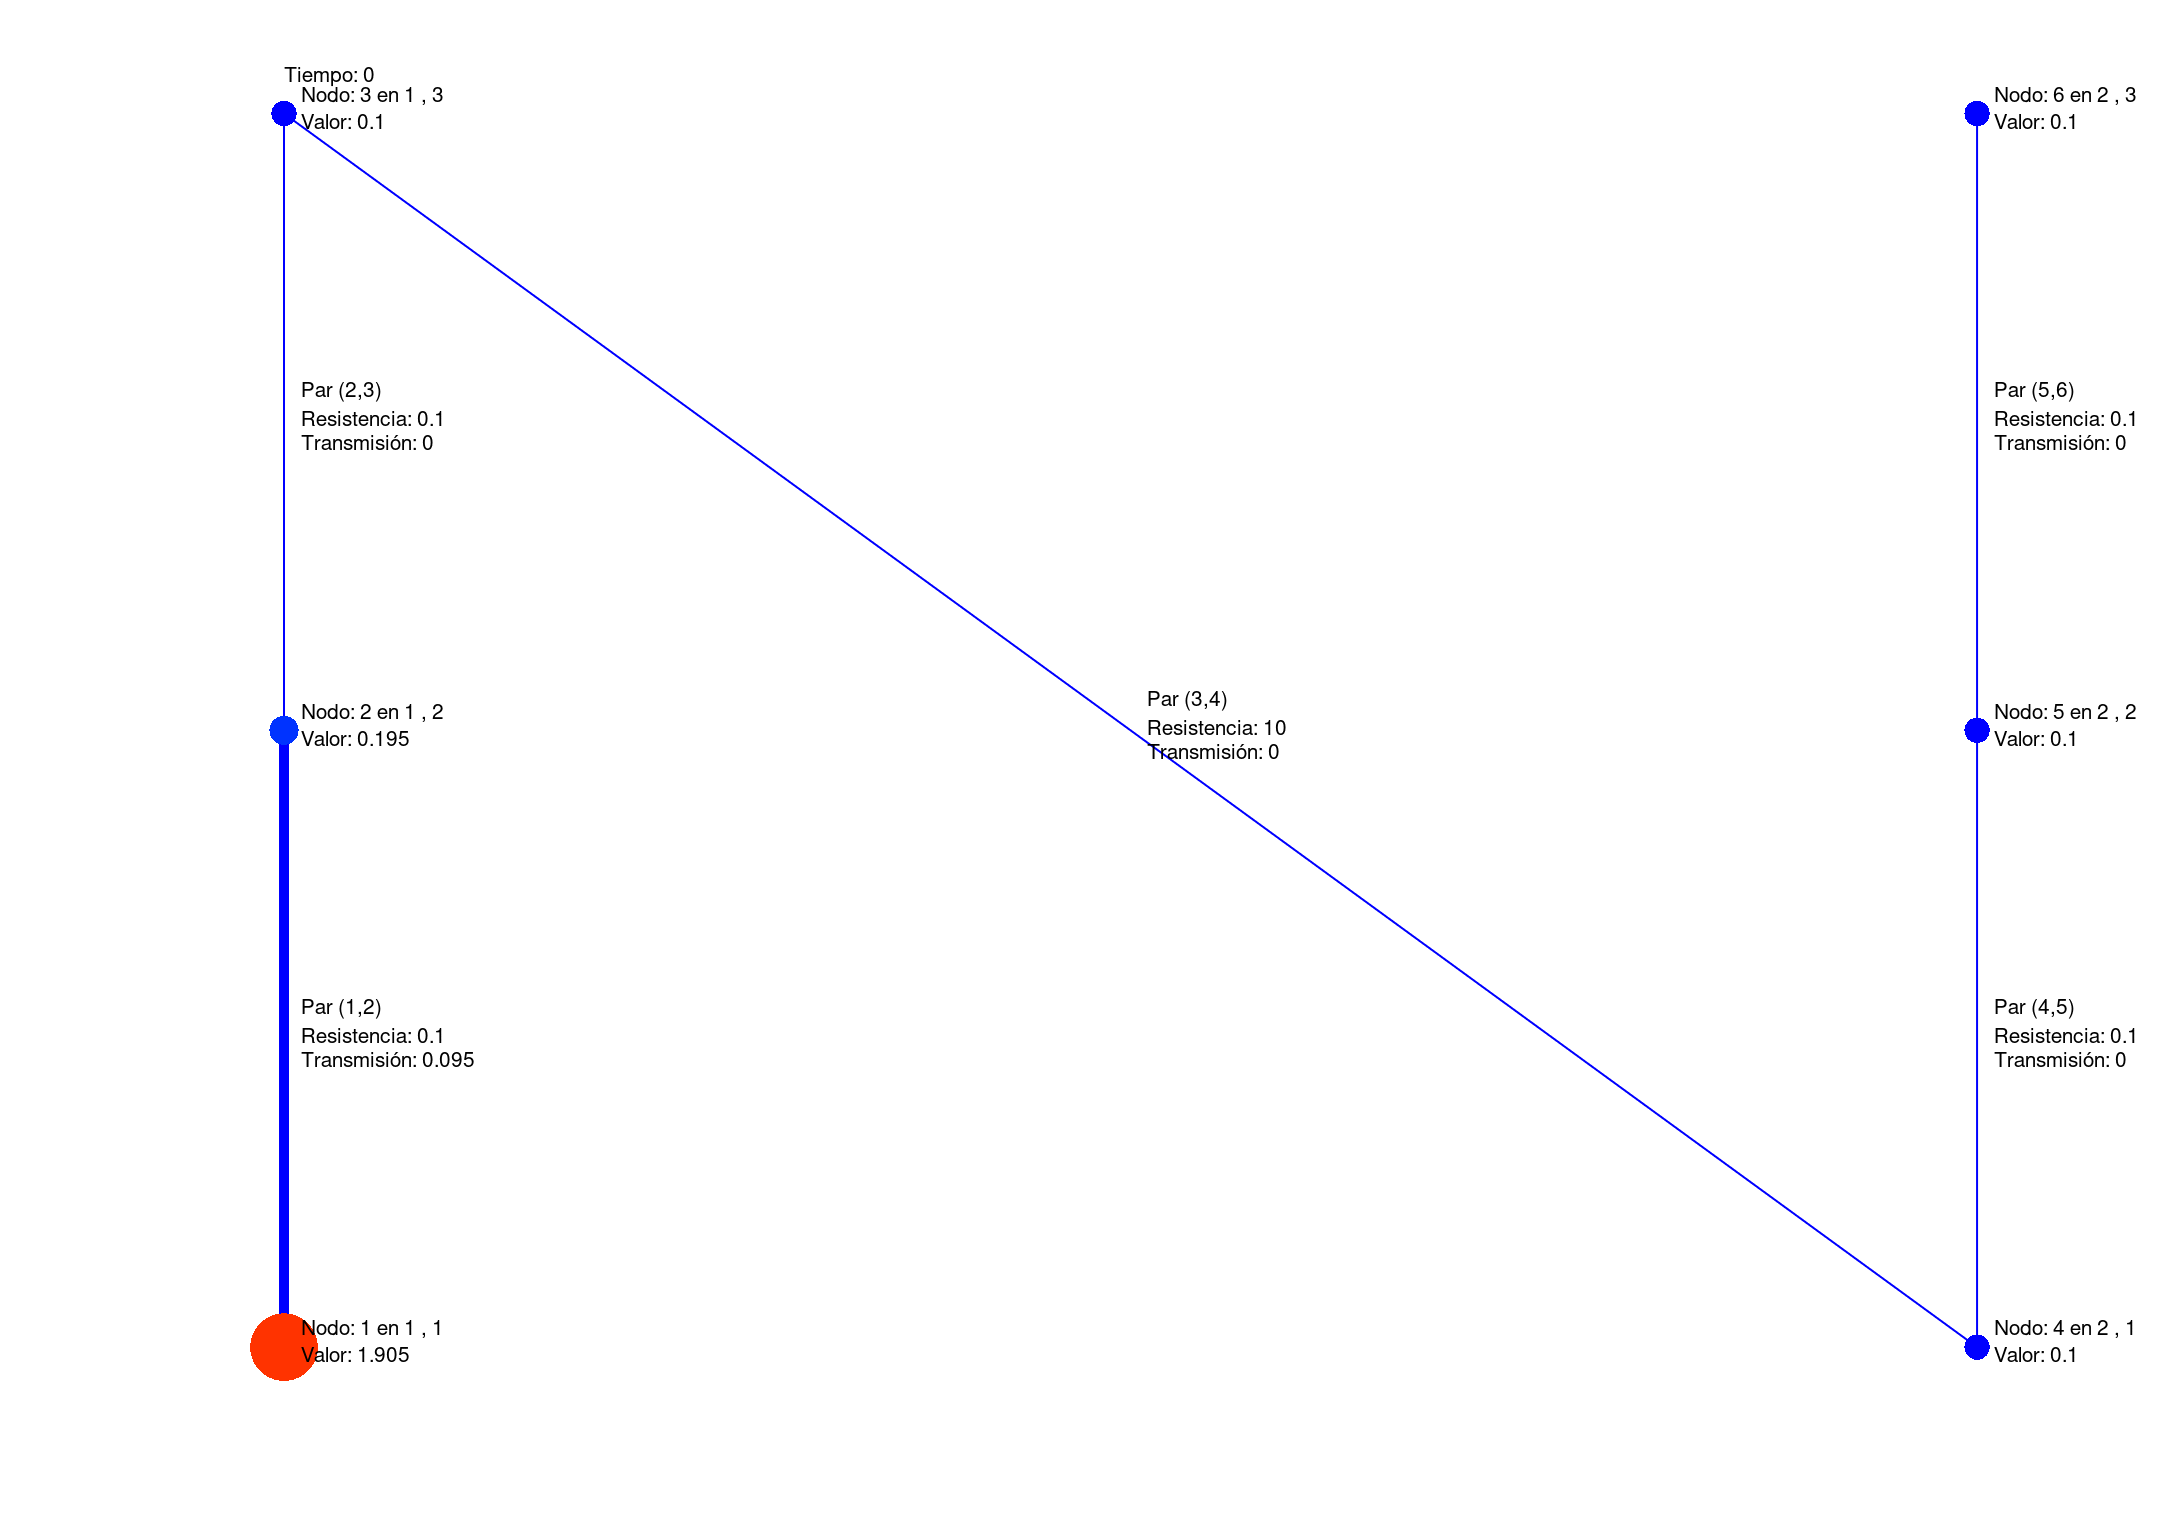 Tiempo: 0
Nodo: 3 en 1 , 3
Valor: 0.1
Nodo: 6 en 2 , 3
Valor: 0.1
Par (2,3)
Resistencia: 0.1
Transmisión: 0
Par (5,6)
Resistencia: 0.1
Transmisión: 0
Par (3,4)
Resistencia: 10
Transmisión: 0
Nodo: 2 en 1 , 2
Valor: 0.195
Nodo: 5 en 2 , 2
Valor: 0.1
Par (1,2)
Resistencia: 0.1
Transmisión: 0.095
Par (4,5)
Resistencia: 0.1
Transmisión: 0
Nodo: 1 en 1 , 1
Valor: 1.905
Nodo: 4 en 2 , 1
Valor: 0.1